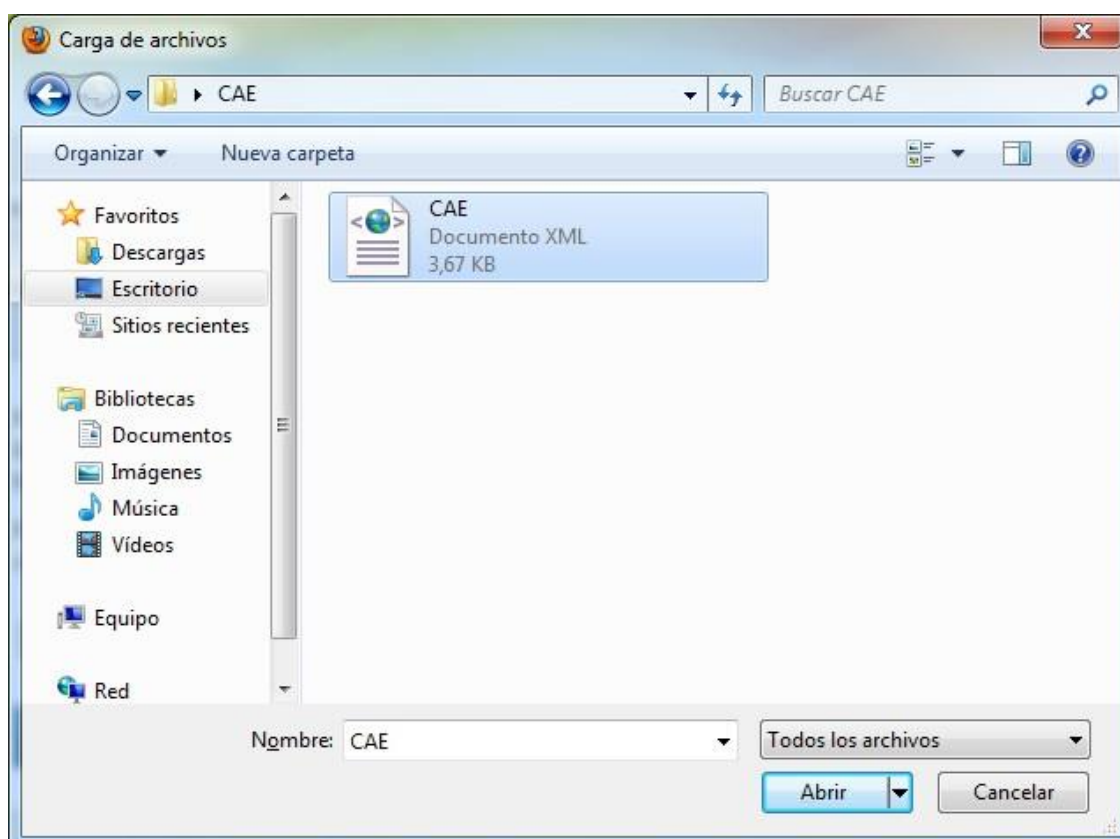 Carga de archivos
CAE
Buscar CAE
Organizar
Nueva carpeta
Favoritos
Descargas
Escritorio
Sitios recientes
Bibliotecas
Documentos
Imágenes
Música
Vídeos
Equipo
Red
CAE
Documento XML
3,67 KB
Nombre: CAE
Todos los archivos
Abrir
Cancelar